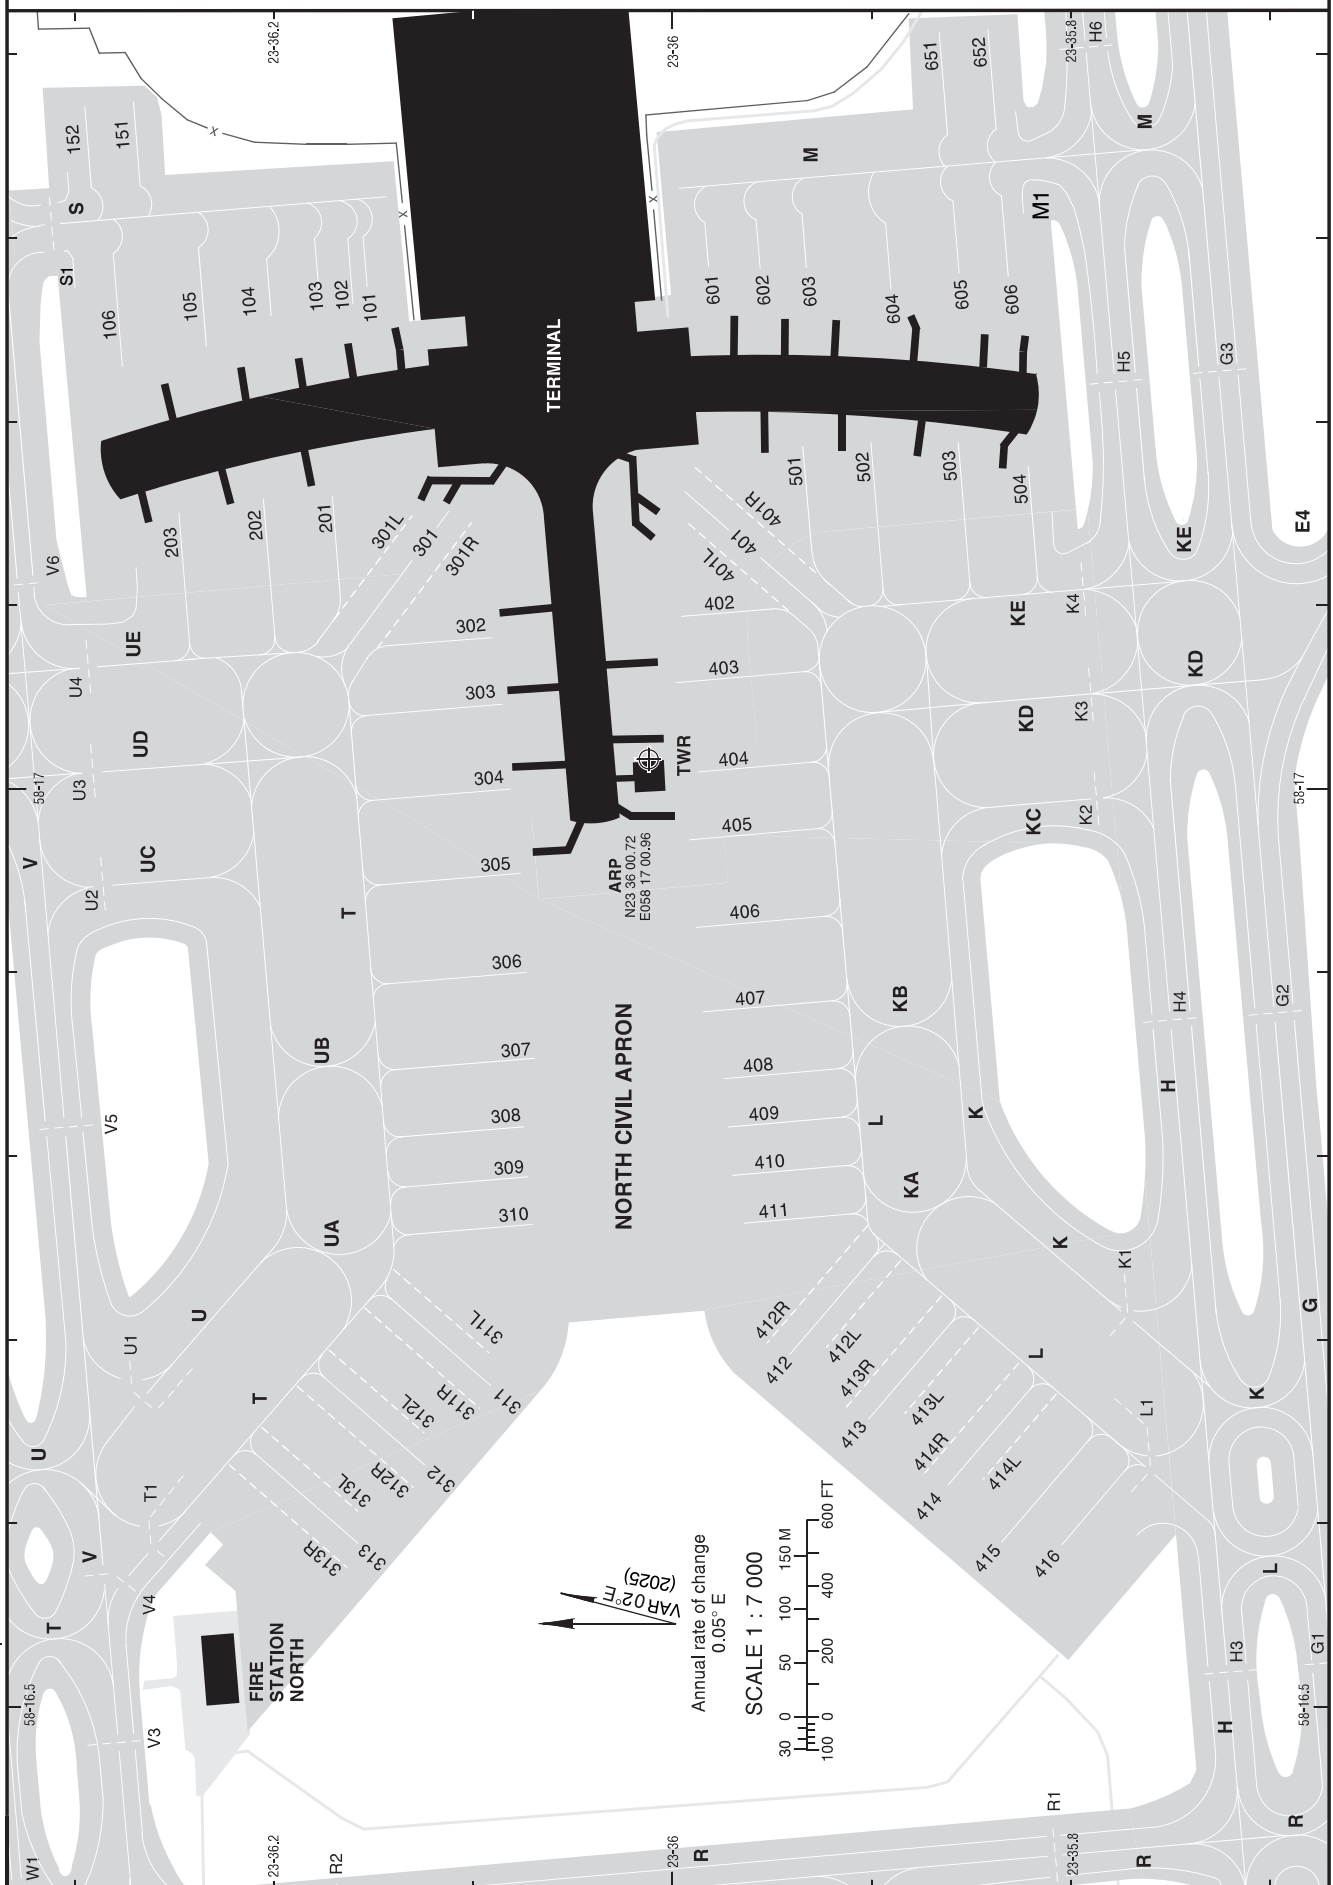 23-36.2
23-36
23-35.8
H6
651
652
152
151
M
M
S
M1
S1
106
105
104
103
102
101
601
602
603
604
605
606
TERMINAL
H5
G3
501
502
503
504
203
202
201
301L
301
301R
401R
401
401L
V6
KE
E4
UE
302
402
KE
K4
U4
303
403
KD
KD
K3
UD
58-17
U3
304
TWR
404
58-17
405
KC
K2
V
UC
305
ARP
N23 36 00.72
E058 17 00.96
U2
T
406
306
407
KB
H4
G2
UB
307
408
H
V5
308
409
L
K
309
410
NORTH CIVIL APRON
310
411
KA
UA
K
K1
U
U1
311L
412R
412
412L
G
T
311
311R
312L
413R
413
413L
L
K
L1
U
312
312R
313L
414R
414
414L
T1
313
313R
415
416
V
V4
T
L
FIRE
STATION
NORTH
VAR 02° E
(2025)
Annual rate of change
0.05° E
SCALE 1 : 7 000
30 0 50 100 150 M
100 0 200 400 600 FT
H3
G1
58-16.5
58-16.5
V3
H
R1
R
W1
23-36.2
R2
23-36
R
23-35.8
R